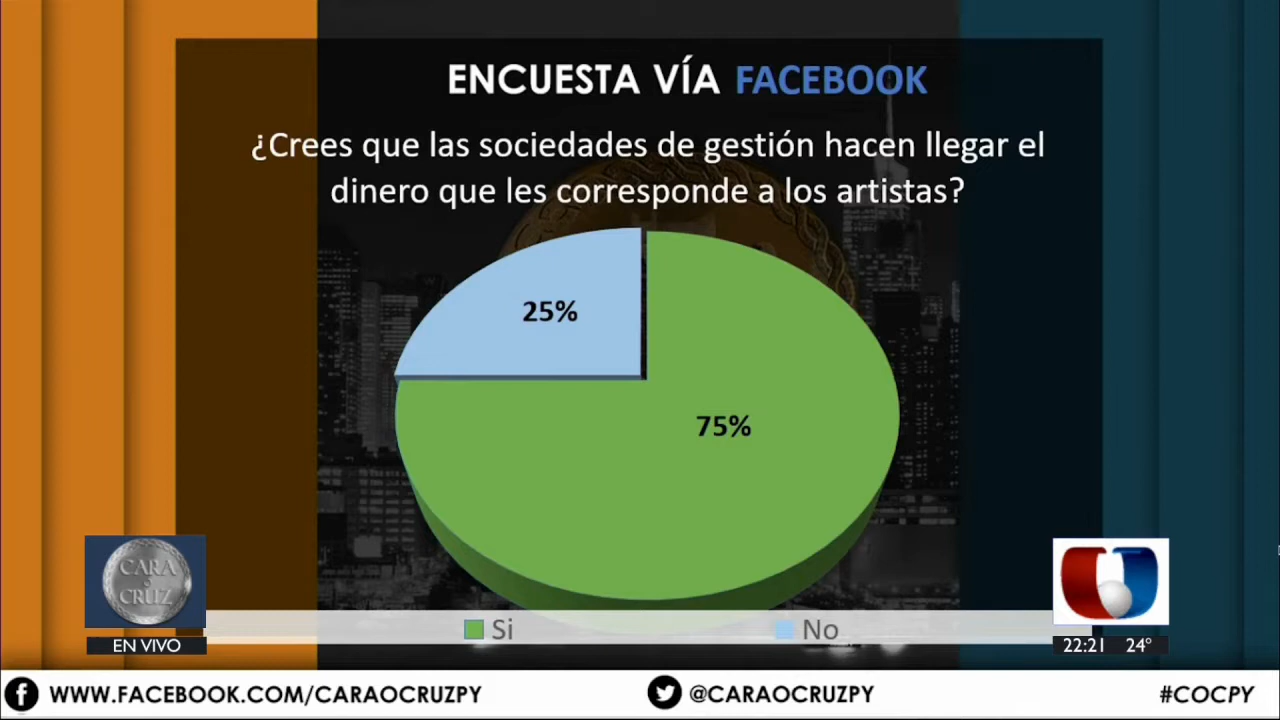 ENCUESTA VÍA FACEBOOK
¿Crees que las sociedades de gestión hacen llegar el
dinero que les corresponde a los artistas?
25%
75%
CARA
o
CRUZ
EN VIVO
Si No
22:21 24°
WWW.FACEBOOK.COM/CARAOCRUZPY @CARAOCRUZPY #COCPY